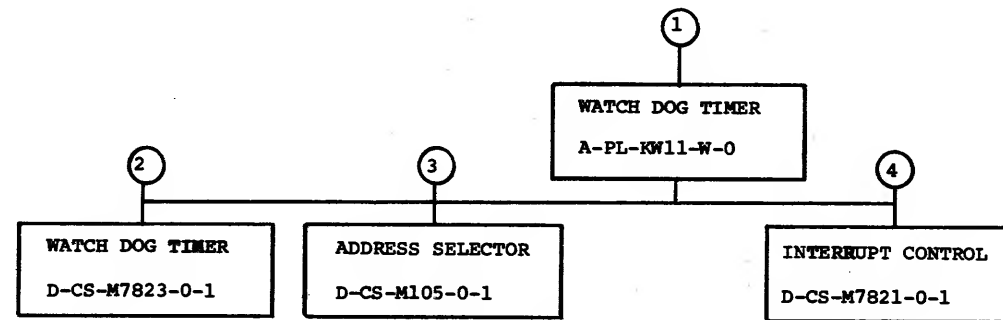 1
WATCH DOG TIMER
A-PL-KW11-W-0
2
3
4
WATCH DOG TIMER
D-CS-M7823-0-1
ADDRESS SELECTOR
D-CS-M105-0-1
INTERRUPT CONTROL
D-CS-M7821-0-1